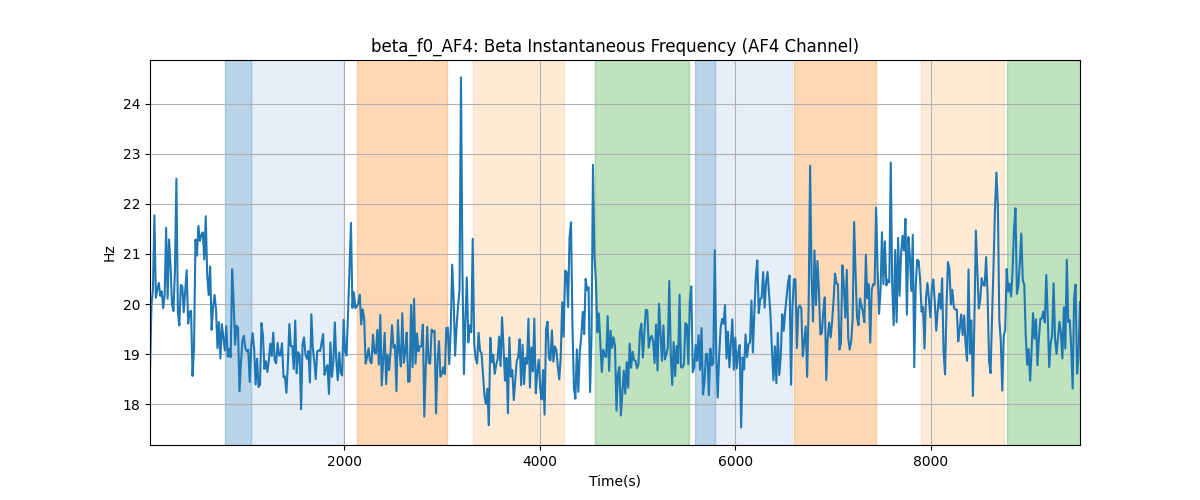 beta_f0_AF4: Beta Instantaneous Frequency (AF4 Channel)
24
23
22
21
20
19
18
Hz
2000 4000 6000 8000
Time(s)